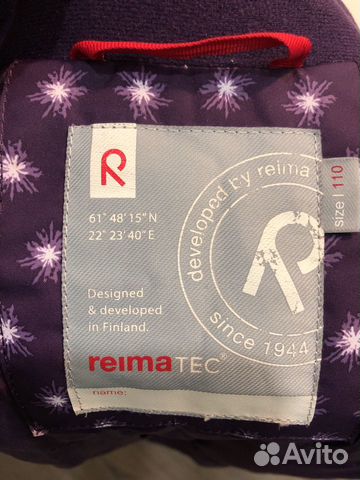 R
61° 48' 15" N
22° 23' 40" E
Designed
& developed
in Finland.
reimaTEC®
name:
developed by reima
R
since 1944
size | 110
Avito